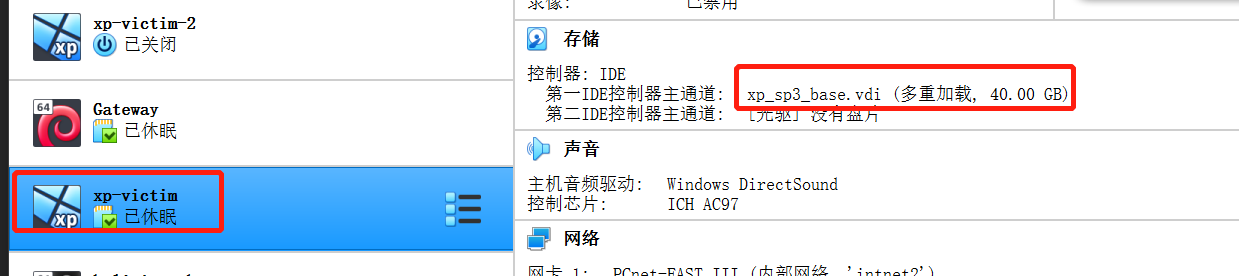 xp-victim-2
已关闭
64
Gateway
已休眠
xp
xp-victim
已休眠
录像: 已禁用
存储
控制器: IDE
第一IDE控制器主通道: xp_sp3_base.vdi (多重加载, 40.00 GB)
第二IDE控制器主通道: [光驱] 没有盘片
声音
主机音频驱动: Windows DirectSound
控制芯片: ICH AC97
网络
网卡 1: PCnet-FAST III (内部网络, 'intnet2')